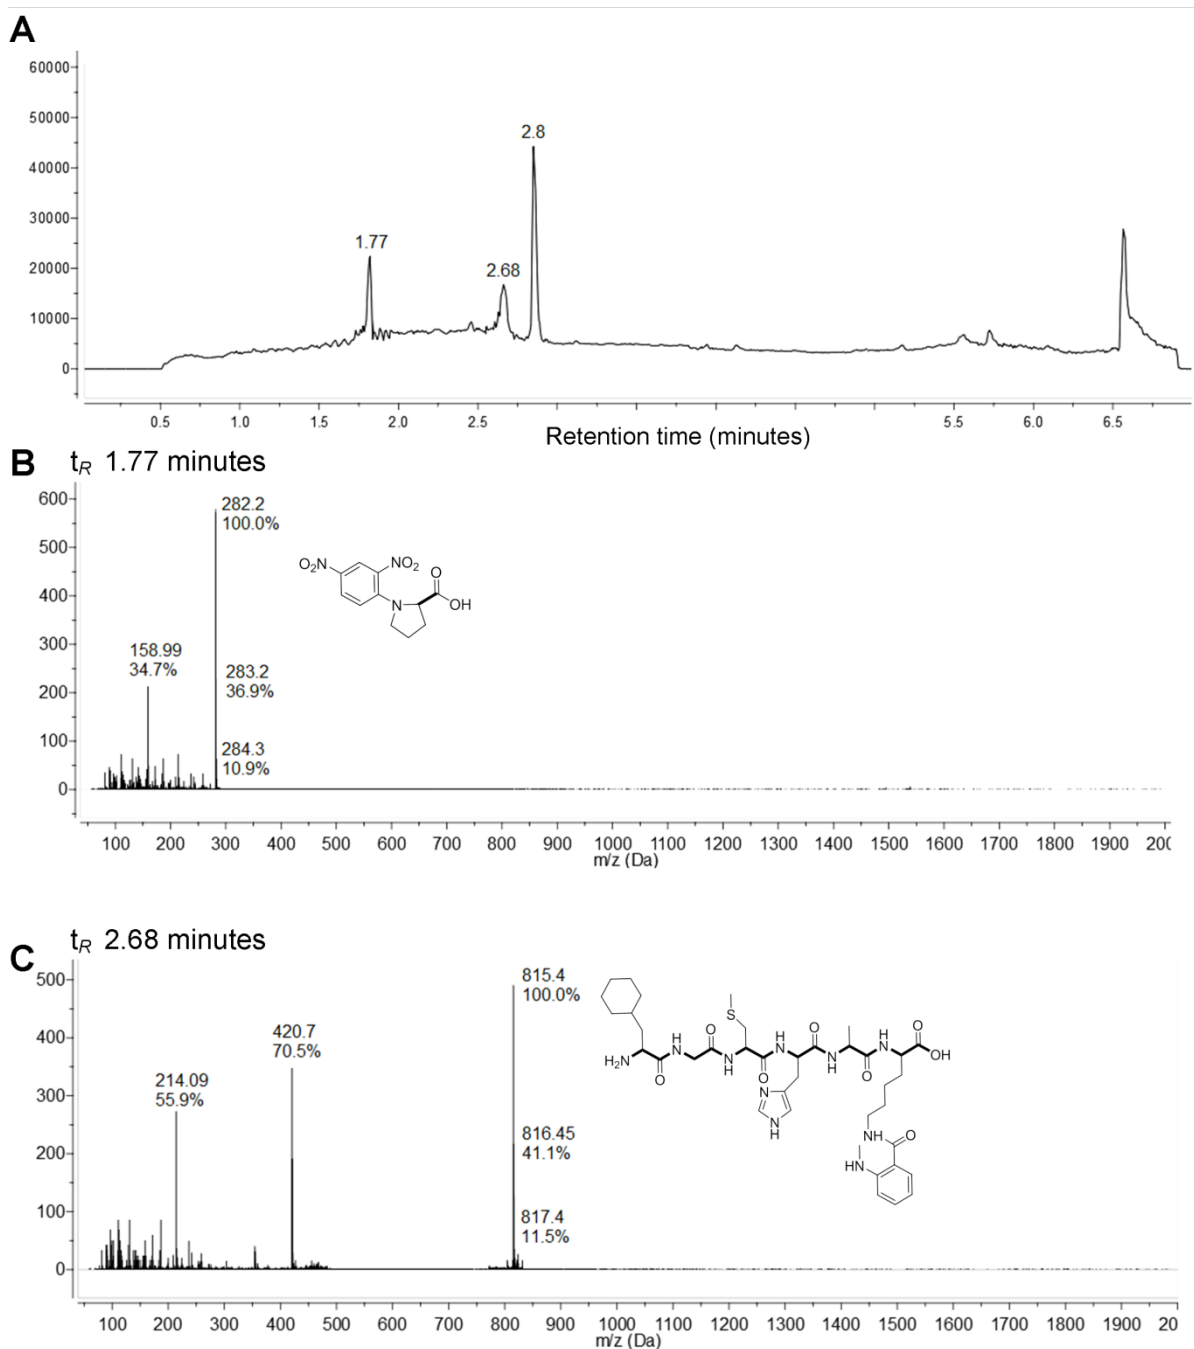 A
60000
50000
40000
30000
20000
10000
0
2.8
1.77
2.68
0.5 1.0 1.5 2.0 2.5 5.5 6.0 6.5
Retention time (minutes)
B tR 1.77 minutes
600
500
400
300
200
100
0
282.2
100.0%
158.99
34.7%
283.2
36.9%
284.3
10.9%
O2N
NO2
O
N
OH
100 200 300 400 500 600 700 800 900 1000 1100 1200 1300 1400 1500 1600 1700 1800 1900 200
m/z (Da)
C tR 2.68 minutes
500
400
300
200
100
0
815.4
100.0%
420.7
70.5%
214.09
55.9%
816.45
41.1%
817.4
11.5%
S
H2N
O
H
N
O
N
H
O
H
N
O
N
H
O
H
N
O
OH
N
N
H
NH
O
HN
100 200 300 400 500 600 700 800 900 1000 1100 1200 1300 1400 1500 1600 1700 1800 1900 20
m/z (Da)